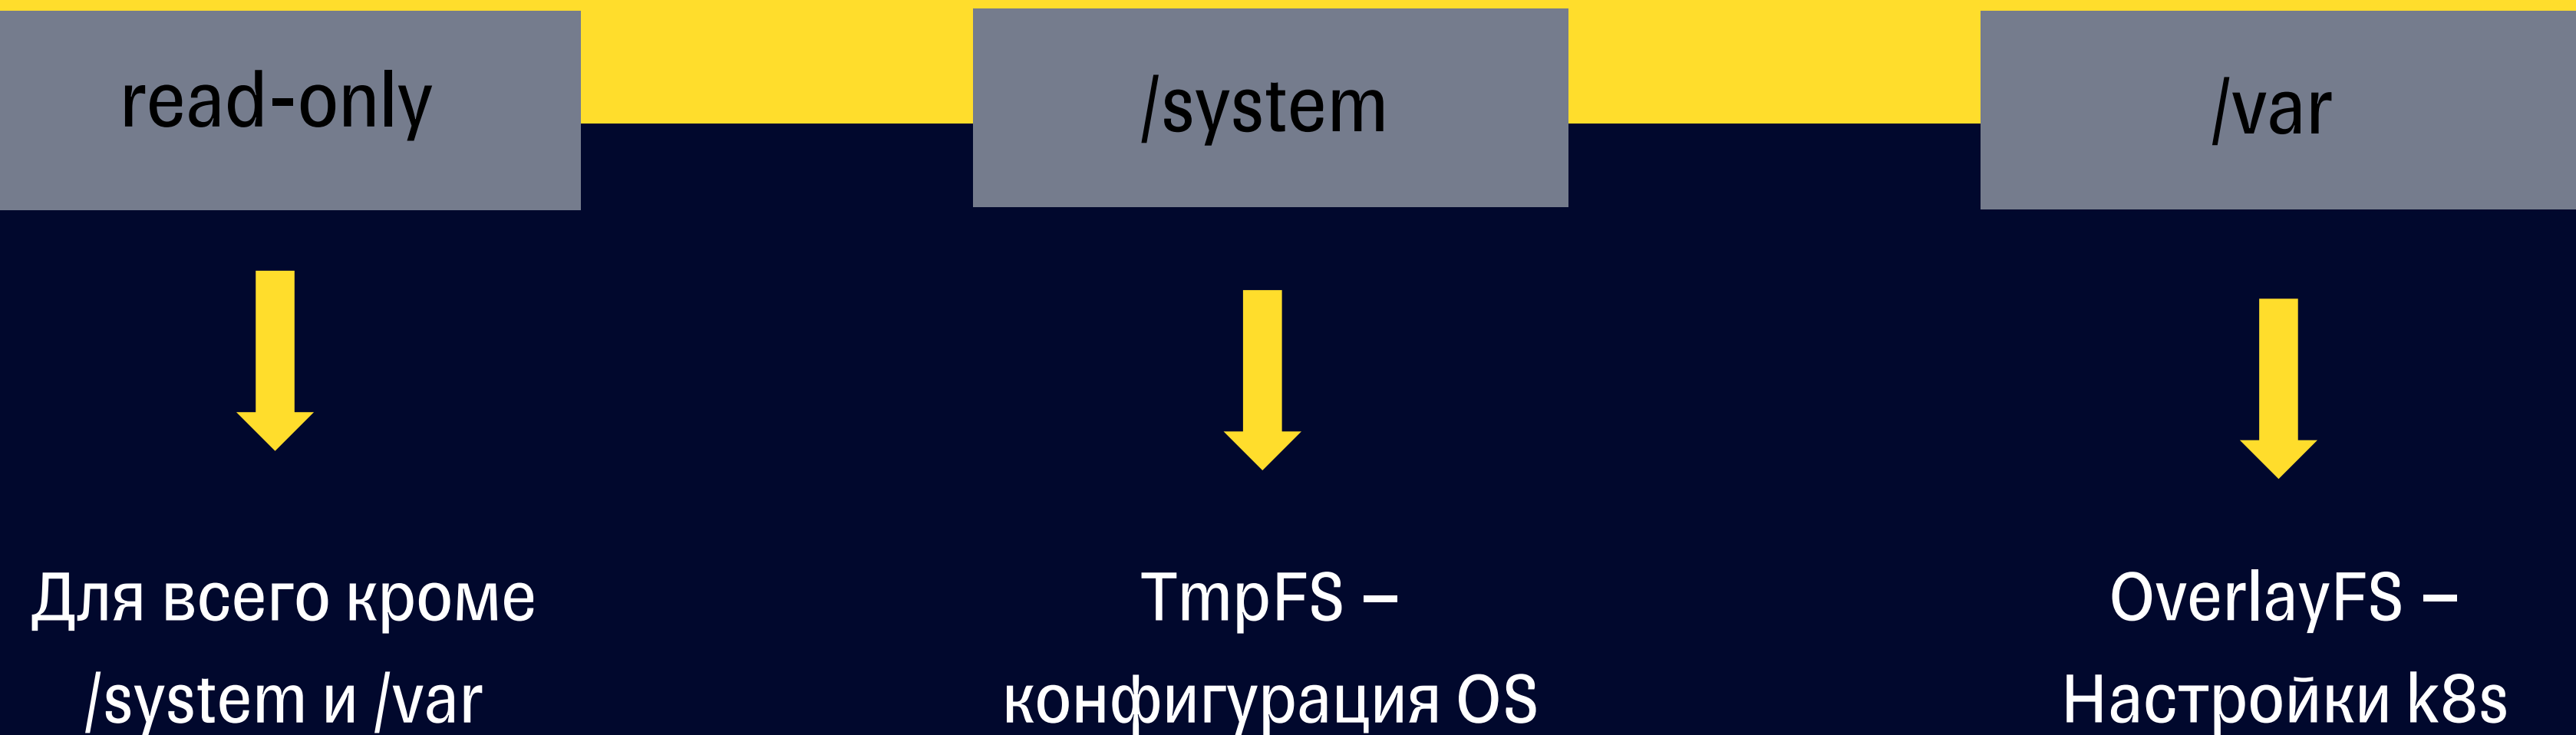 read-only
/system
/var
Для всего кроме
/system и /var
TmpFS –
конфигурация OS
OverlayFS –
Настройки k8s